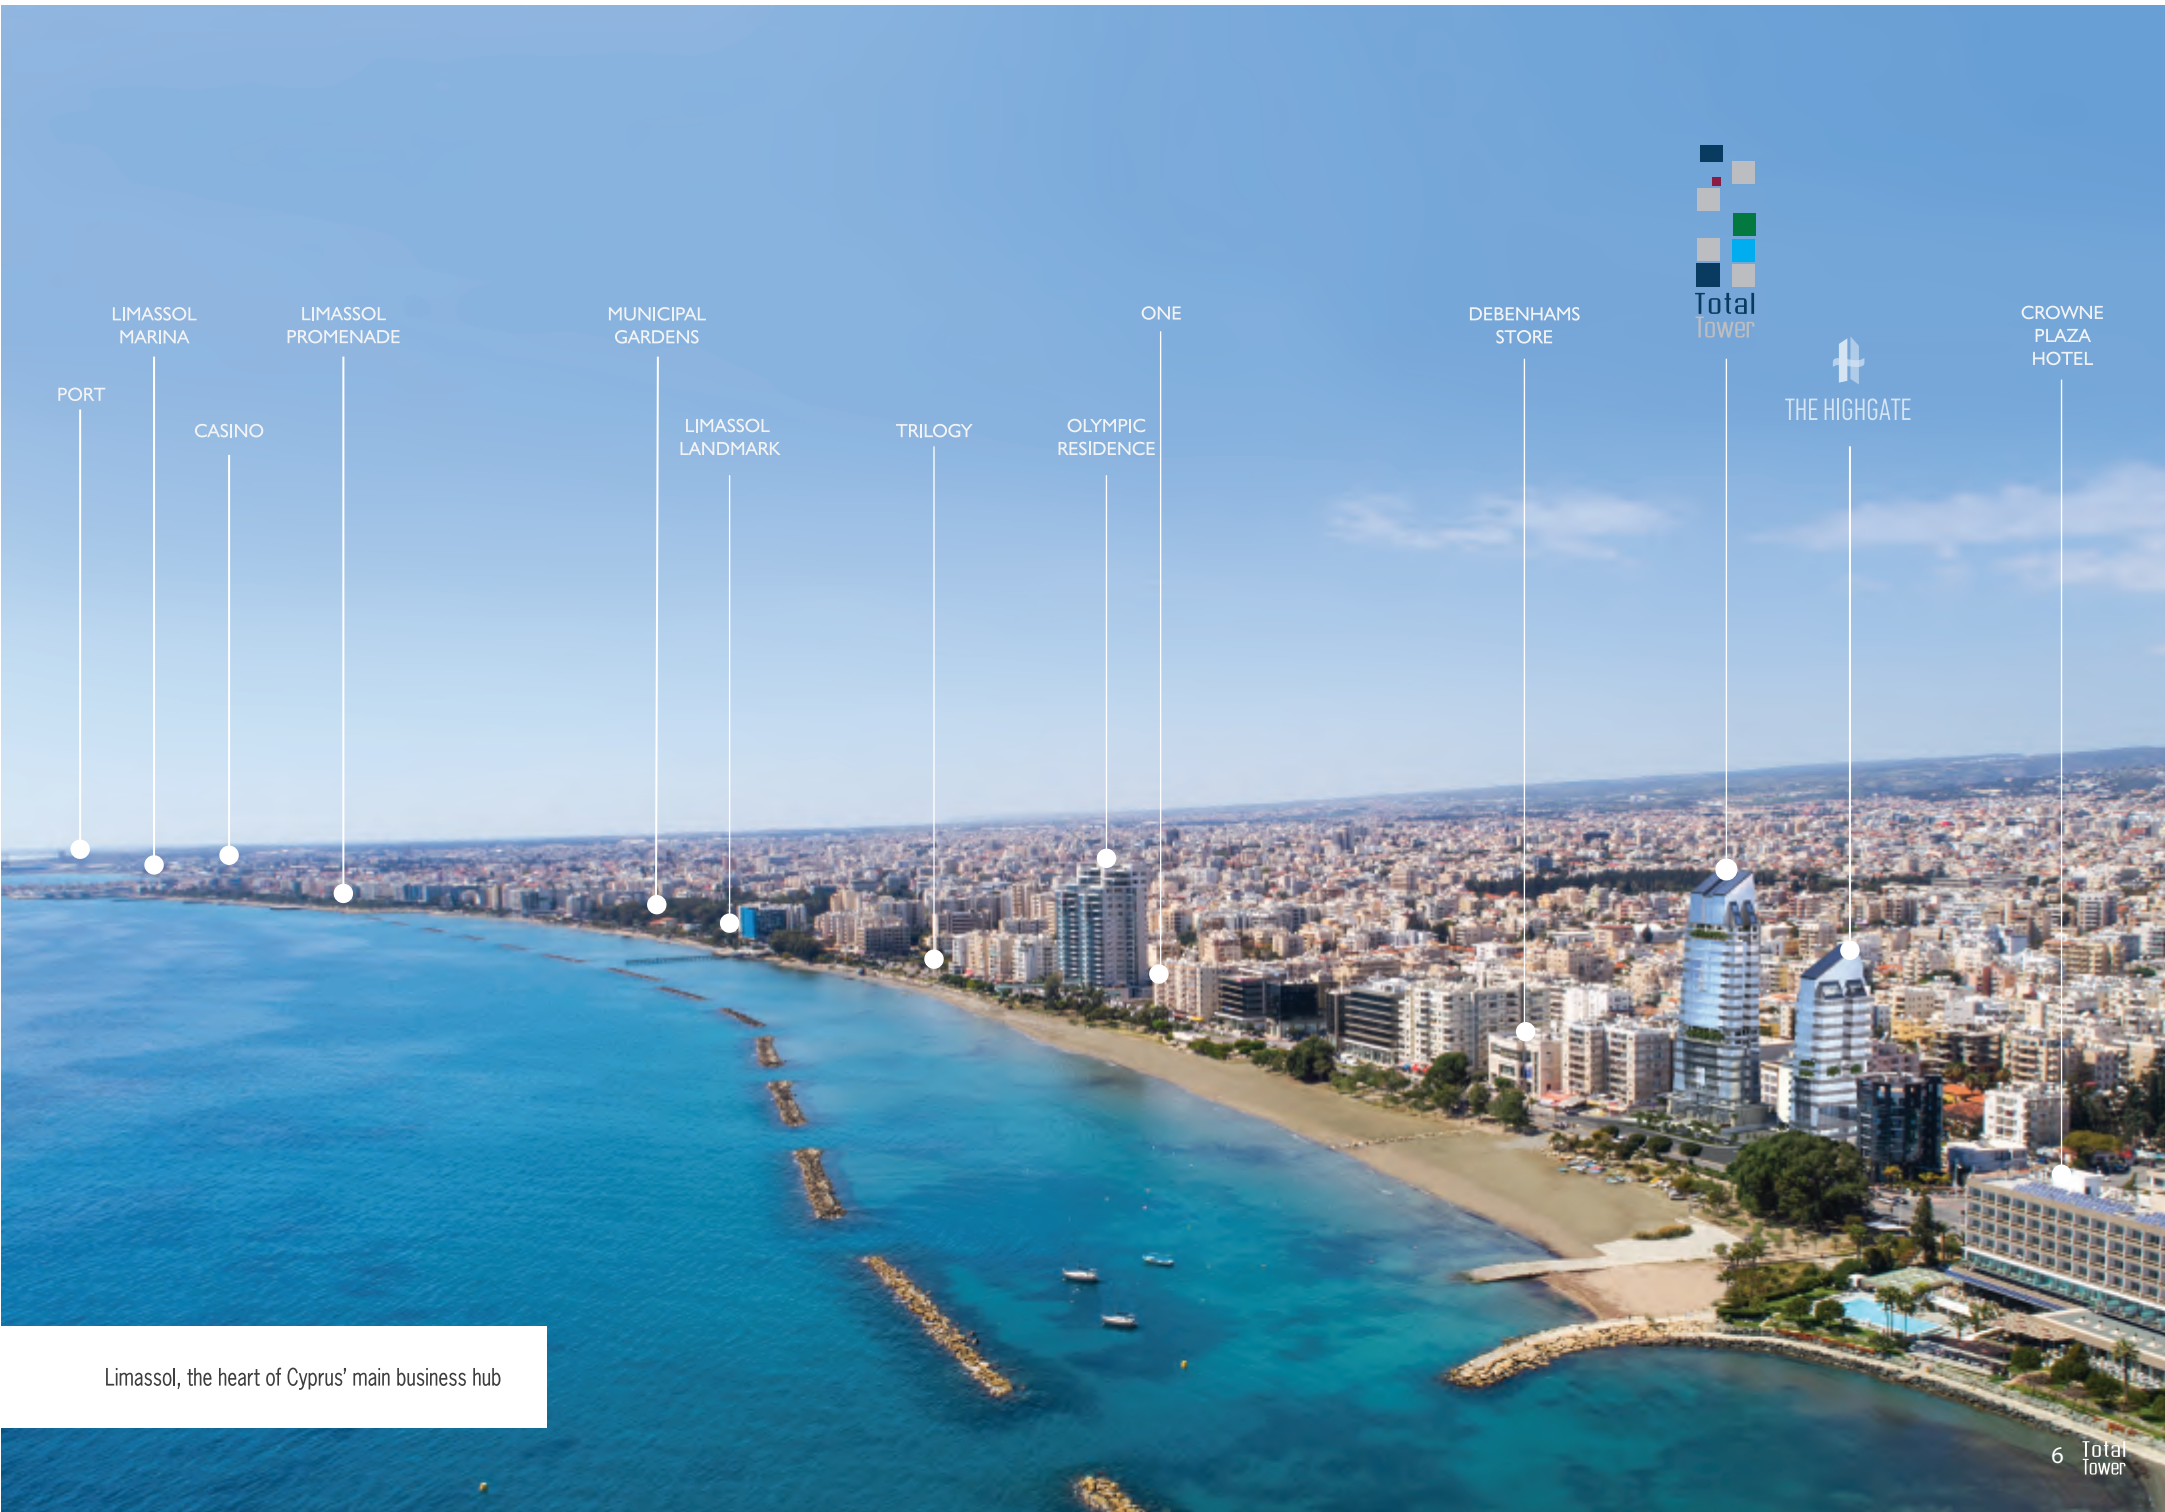 LIMASSOL
MARINA
LIMASSOL
PROMENADE
MUNICIPAL
GARDENS
ONE
DEBENHAMS
STORE
Total
Tower
CROWNE
PLAZA
HOTEL
PORT
CASINO
LIMASSOL
LANDMARK
TRILOGY
OLYMPIC
RESIDENCE
THE HIGHGATE
Limassol, the heart of Cyprus’ main business hub
6
Total
Tower